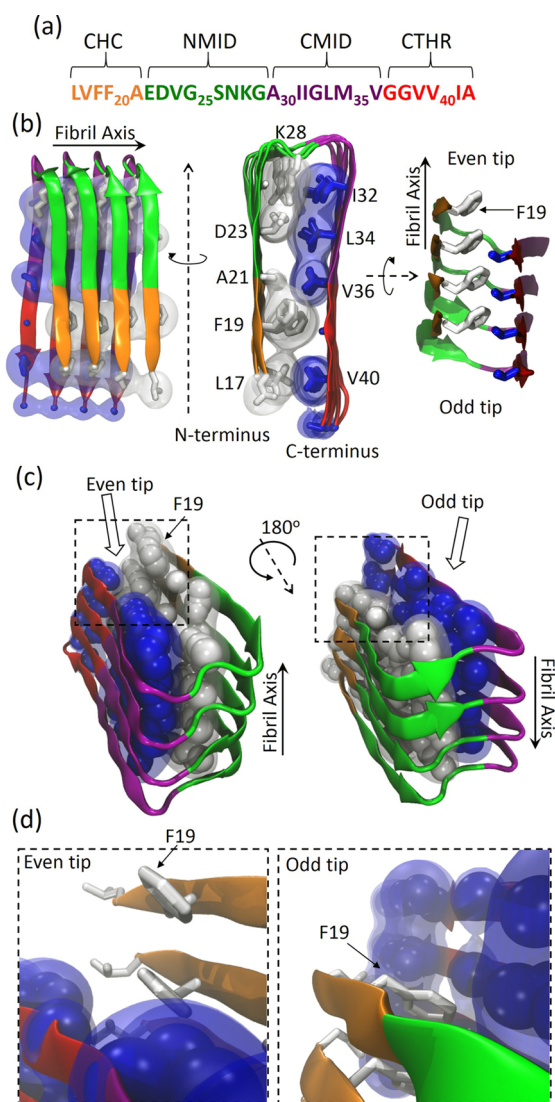 (a)
CHC NMID CMID CTHR
LVFF20AEDVG25SNKGA30IIGLM35VGGVV40IA
(b)
Fibril Axis
K28
I32
D23
L34
A21
V36
F19
L17
V40
N-terminus
C-terminus
Even tip
Fibril Axis
F19
Odd tip
(c)
Even tip
F19
180o
Odd tip
Fibril Axis
Fibril Axis
(d)
Even tip
F19
Odd tip
F19